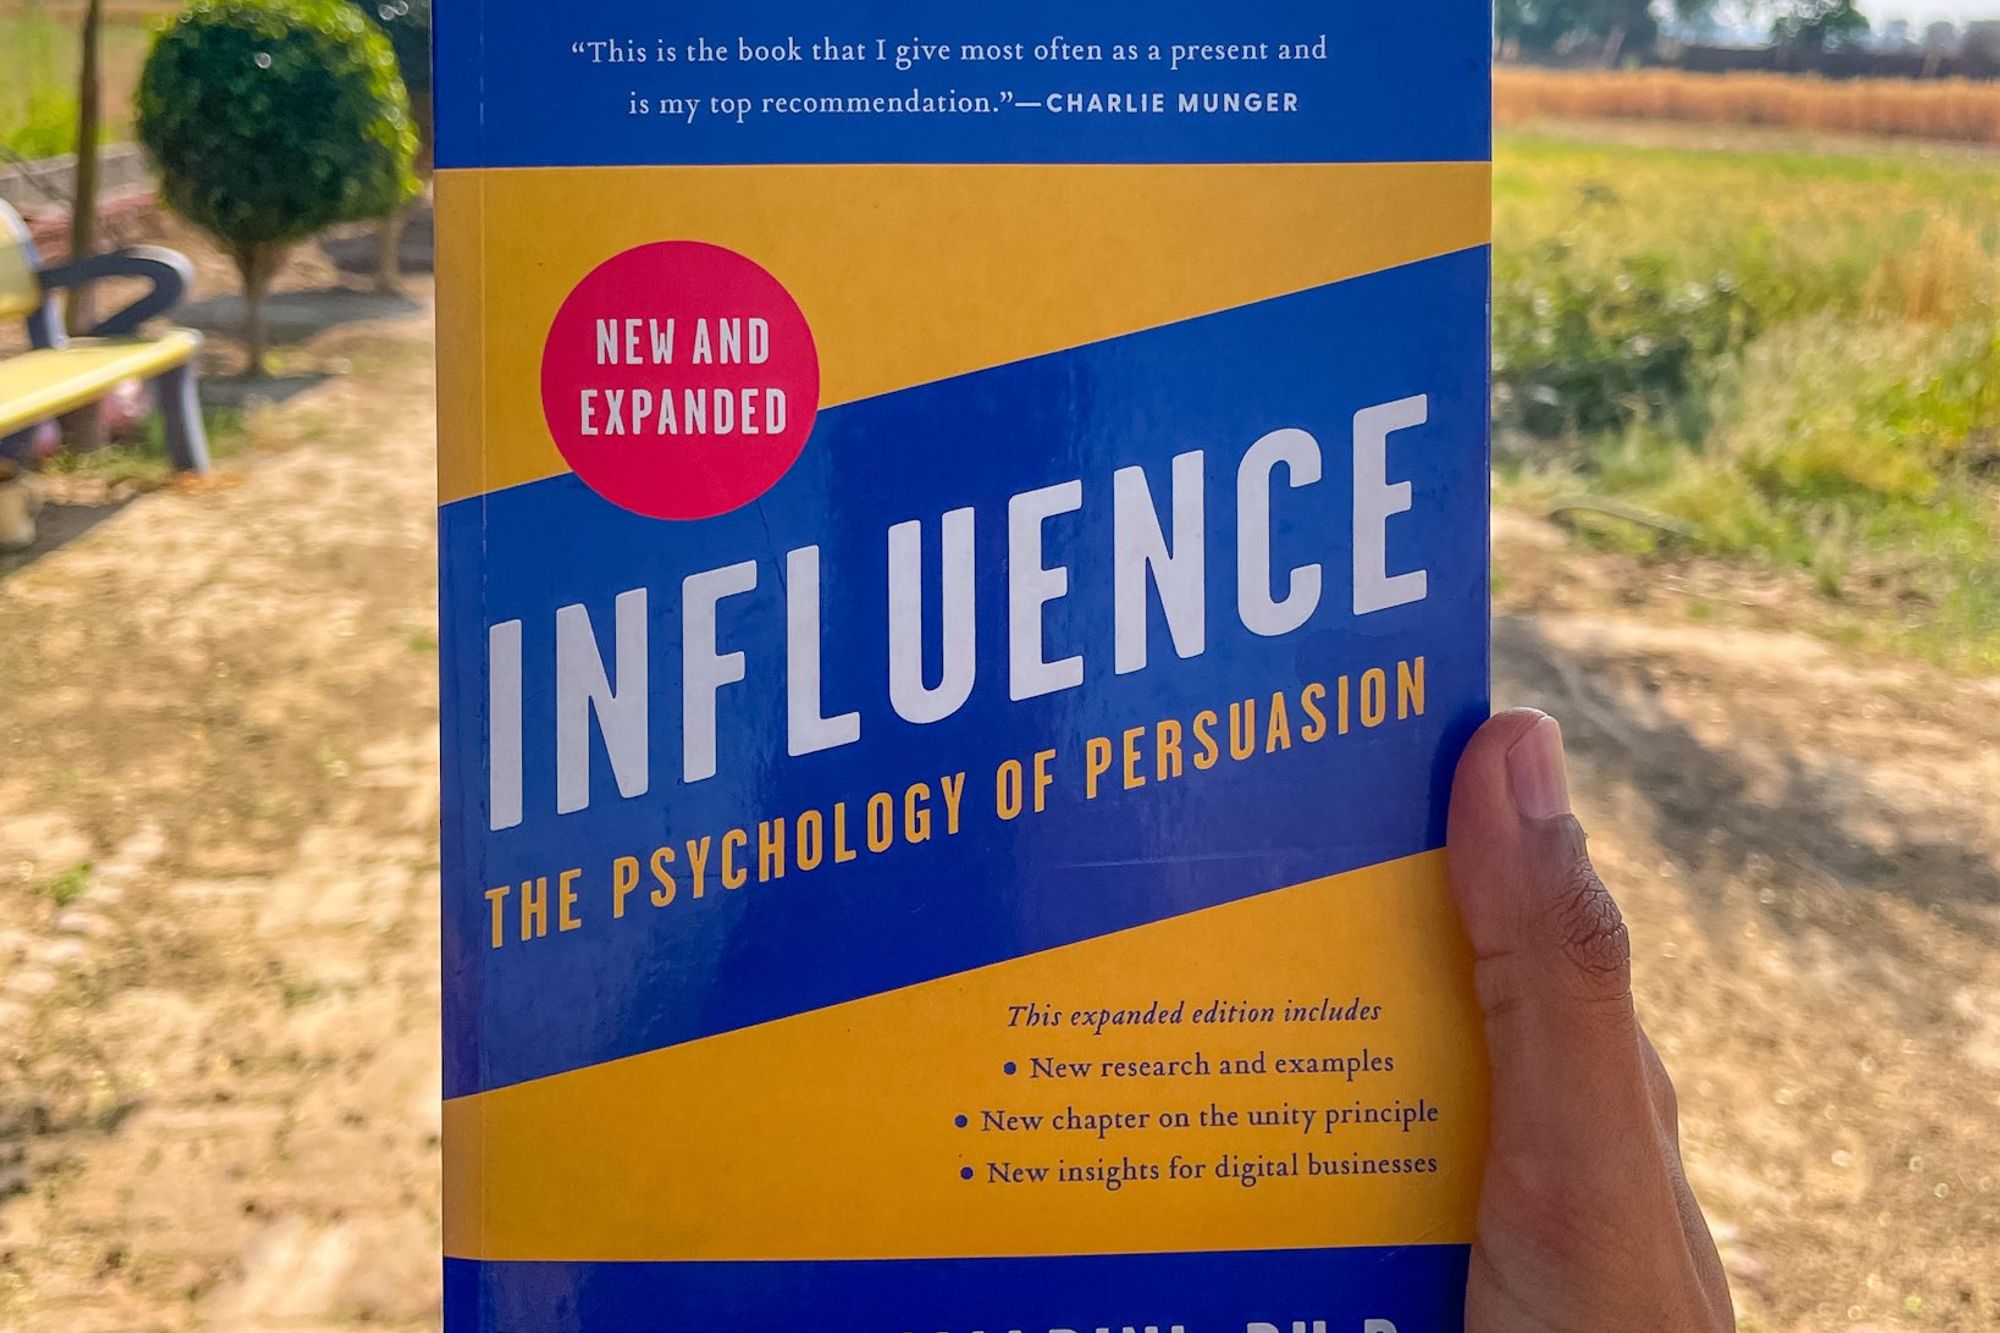 “This is the book that I give most often as a present and
is my top recommendation.”—CHARLIE MUNGER
NEW AND
EXPANDED
INFLUENCE
THE PSYCHOLOGY OF PERSUASION
This expanded edition includes
• New research and examples
• New chapter on the unity principle
• New insights for digital businesses
PH.D.